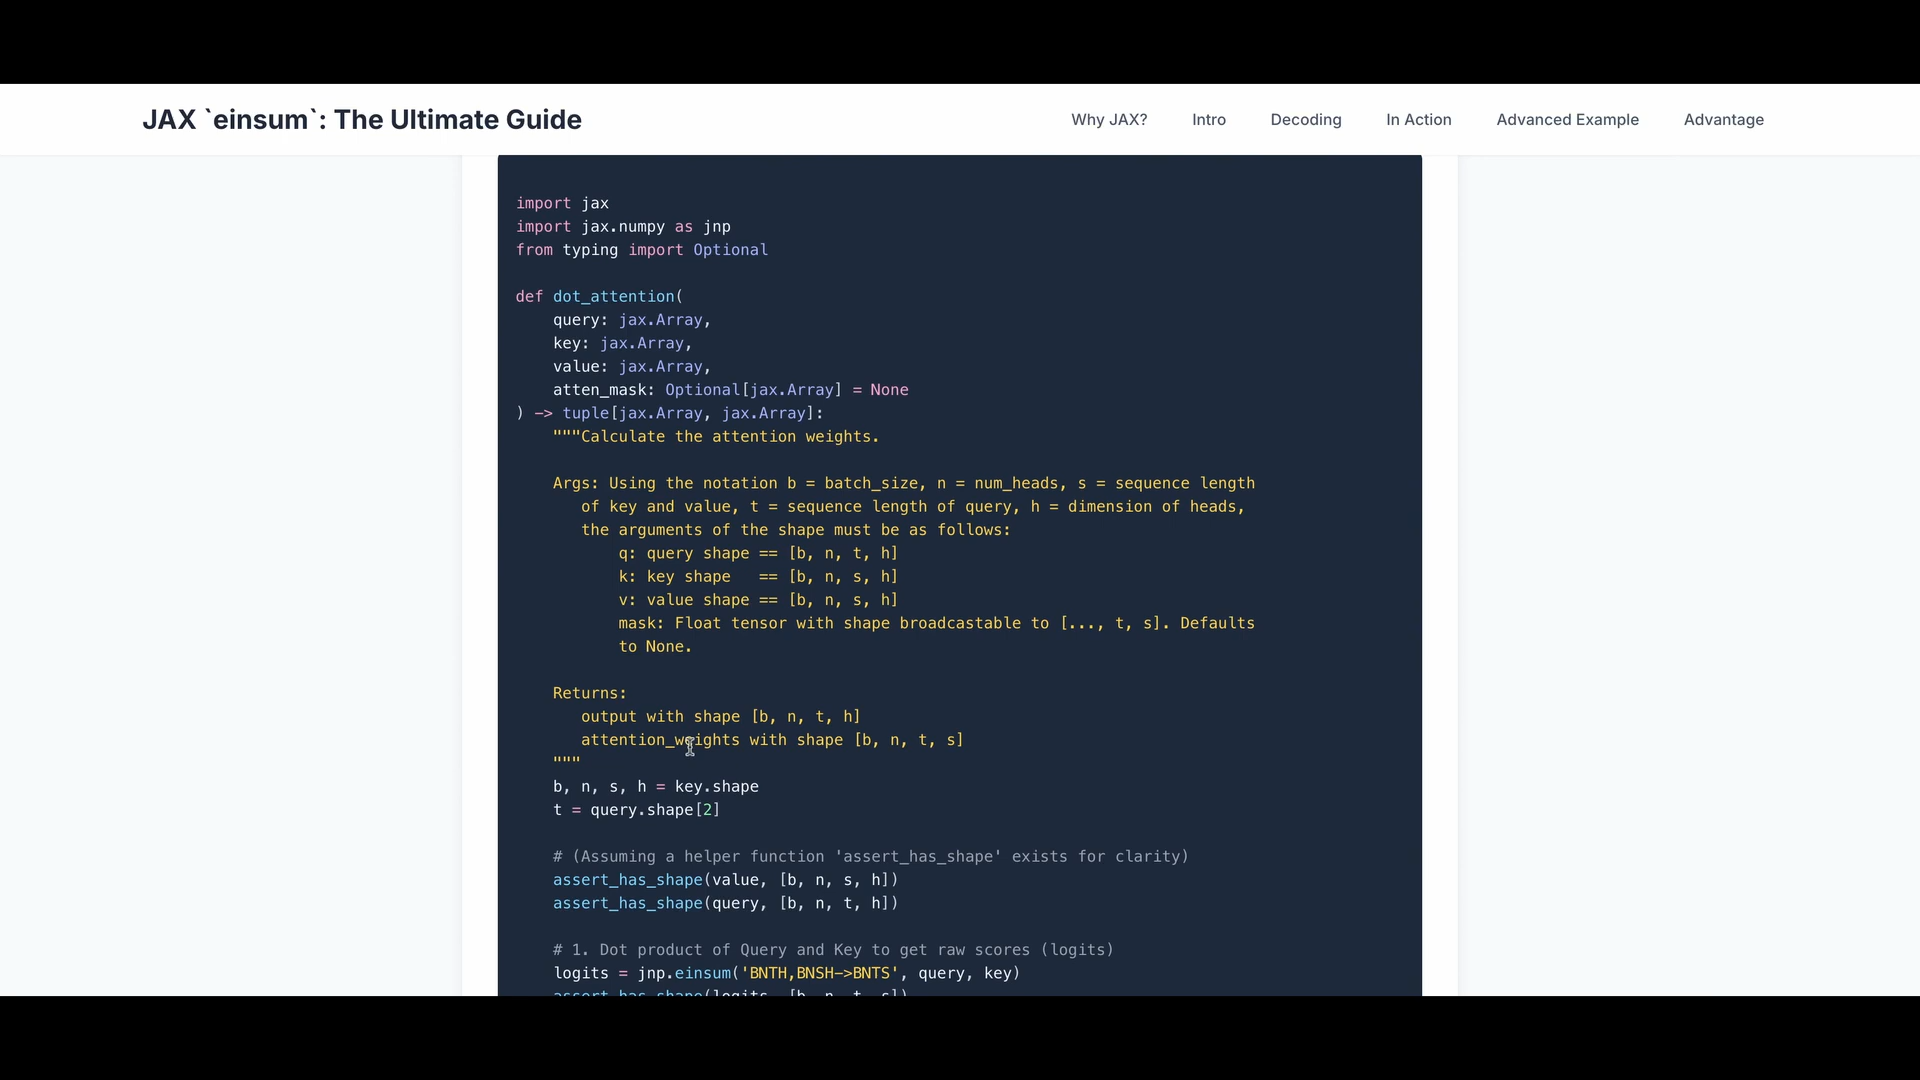 JAX `einsum`: The Ultimate Guide
Why JAX? Intro Decoding In Action Advanced Example Advantage
import jax
import jax.numpy as jnp
from typing import Optional
def dot_attention(
    query: jax.Array,
    key: jax.Array,
    value: jax.Array,
    atten_mask: Optional[jax.Array] = None
) -> tuple[jax.Array, jax.Array]:
    """Calculate the attention weights.
    Args: Using the notation b = batch_size, n = num_heads, s = sequence length
       of key and value, t = sequence length of query, h = dimension of heads,
       the arguments of the shape must be as follows:
           q: query shape == [b, n, t, h]
           k: key shape   == [b, n, s, h]
           v: value shape == [b, n, s, h]
           mask: Float tensor with shape broadcastable to [..., t, s]. Defaults
           to None.
    Returns:
       output with shape [b, n, t, h]
       attention_weights with shape [b, n, t, s]
    """
    b, n, s, h = key.shape
    t = query.shape[2]
    # (Assuming a helper function 'assert_has_shape' exists for clarity)
    assert_has_shape(value, [b, n, s, h])
    assert_has_shape(query, [b, n, t, h])
    # 1. Dot product of Query and Key to get raw scores (logits)
    logits = jnp.einsum('BNTH,BNSH->BNTS', query, key)
    assert_has_shape(logits, [b, n, t, s])